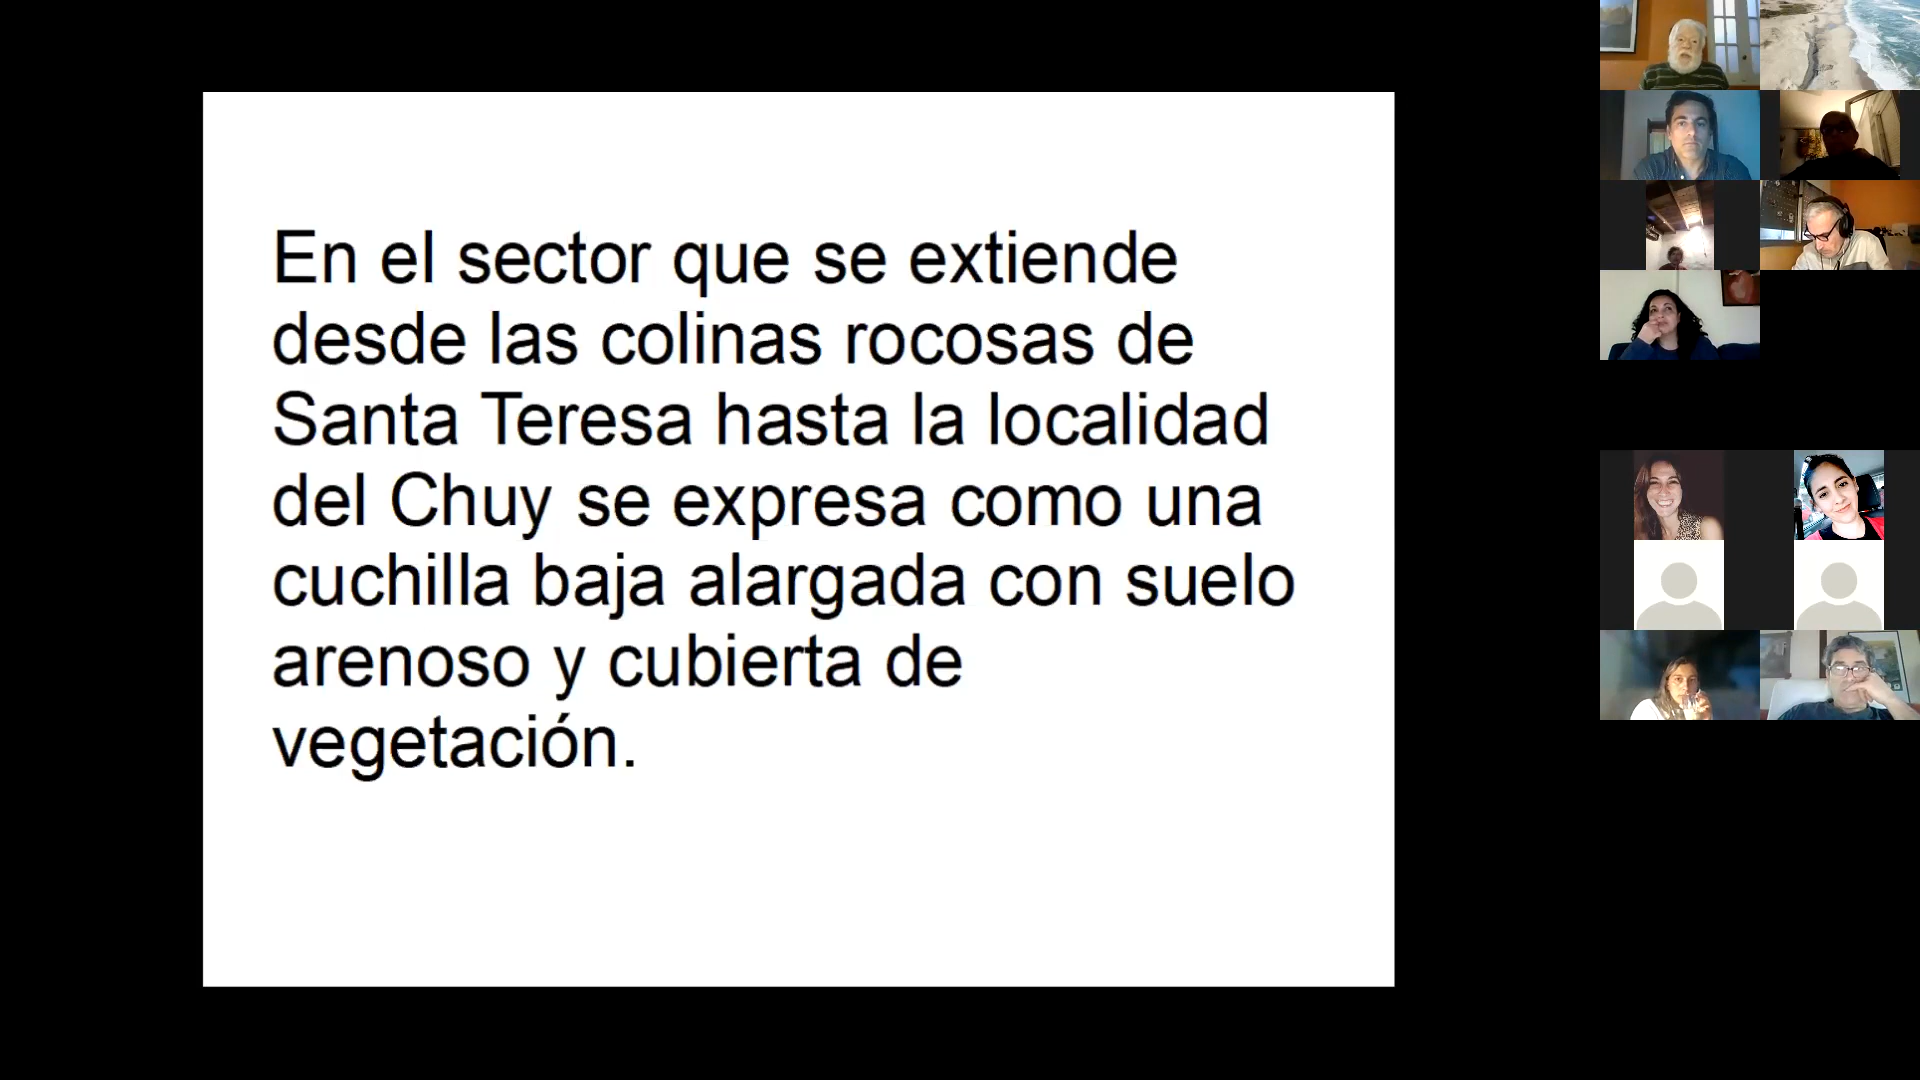 En el sector que se extiende
desde las colinas rocosas de
Santa Teresa hasta la localidad
del Chuy se expresa como una
cuchilla baja alargada con suelo
arenoso y cubierta de
vegetación.